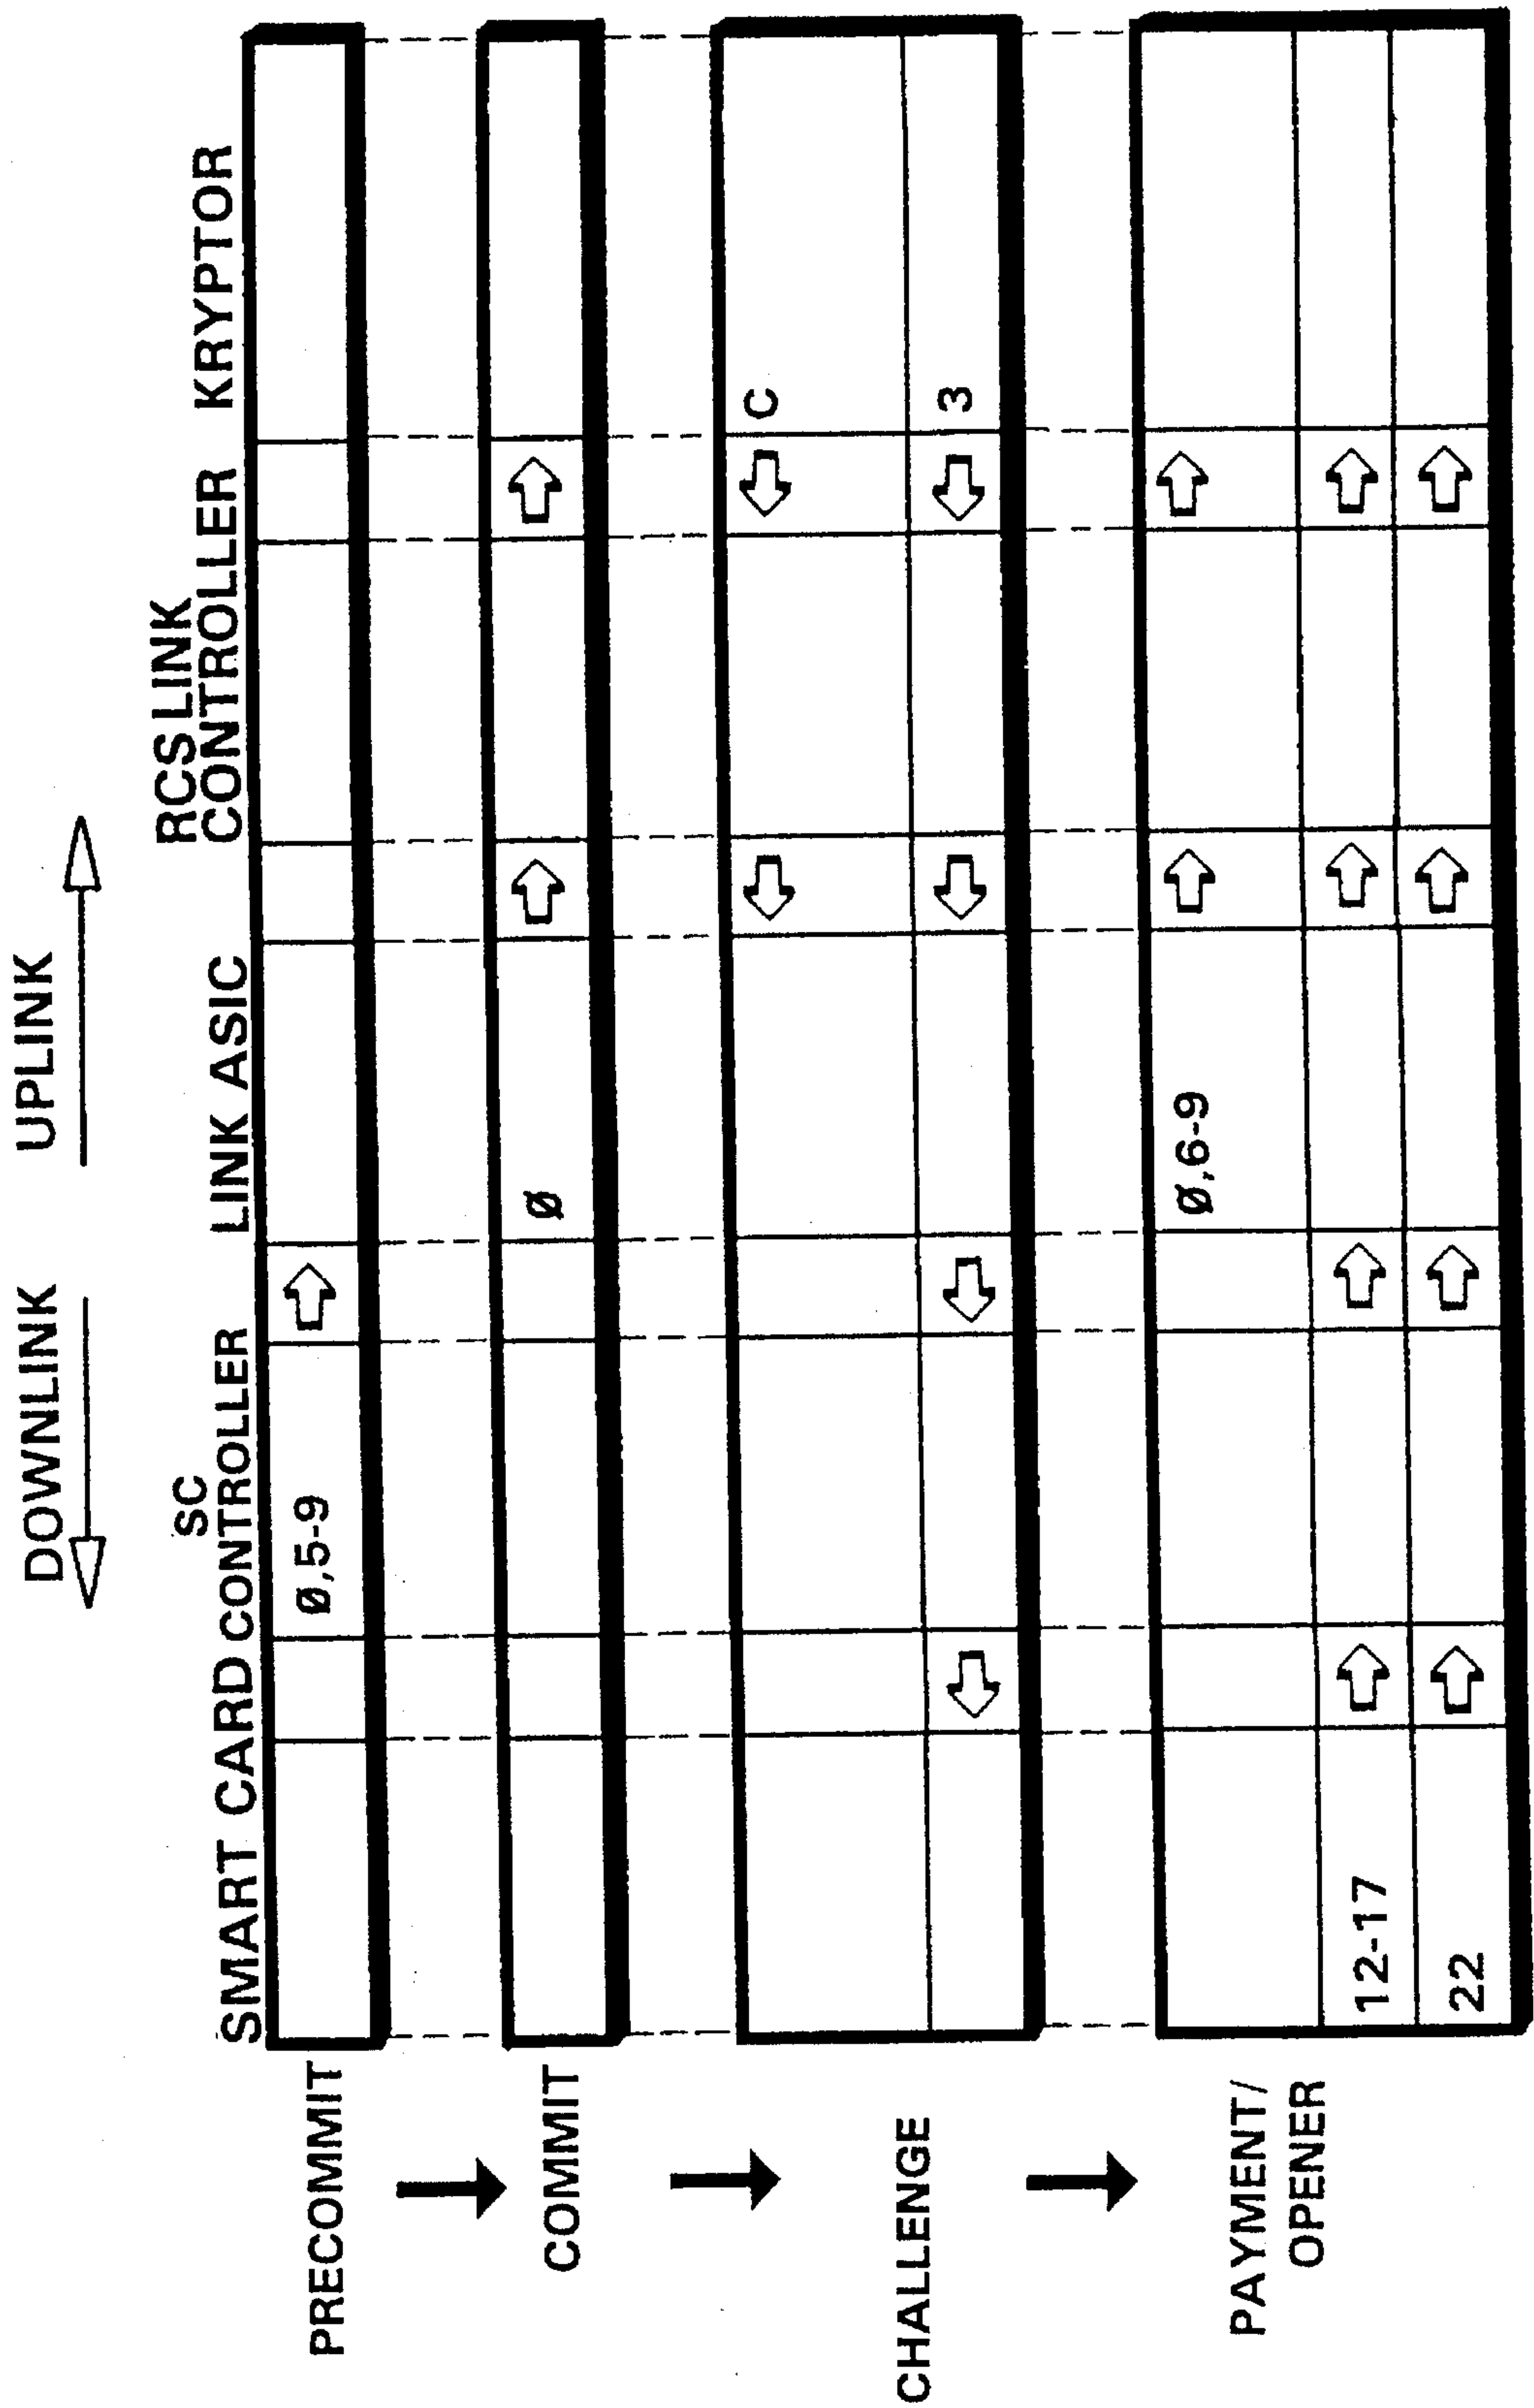 DOWNLINK UPLINK
SC RCS LINK
SMART CARD CONTROLLER LINK ASIC CONTROLLER KRYPTOR
PRECOMMIT Ø,5-9
COMMIT Ø
CHALLENGE
C
3
PAYMENT/
OPENER
Ø,6-9
12-17
22